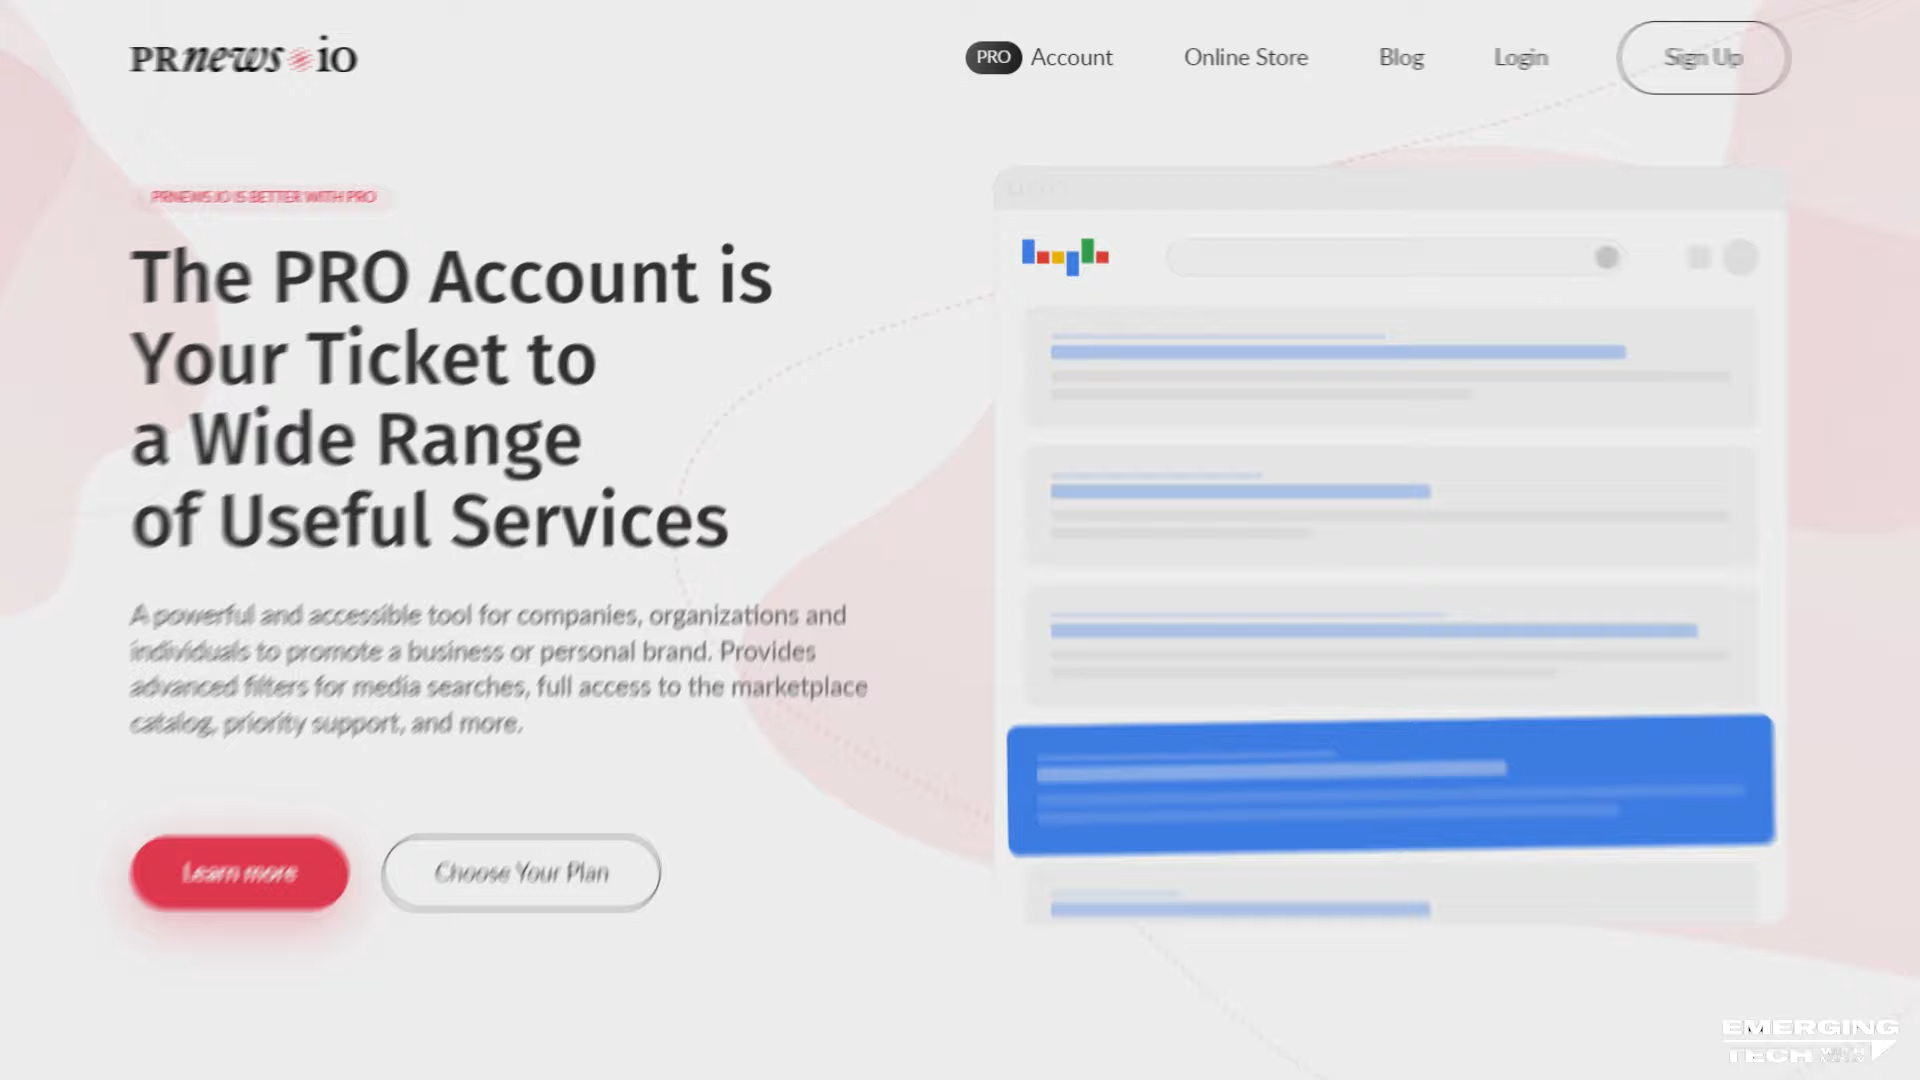 PRnews.io
PRO Account
Online Store
Blog
Login
Sign Up
PRNEWS.IO IS BETTER WITH PRO
The PRO Account is
Your Ticket to
a Wide Range
of Useful Services
A powerful and accessible tool for companies, organizations and
individuals to promote a business or personal brand. Provides
advanced filters for media searches, full access to the marketplace
catalog, priority support, and more.
Learn more
Choose Your Plan
EMERGING
TECH WITH